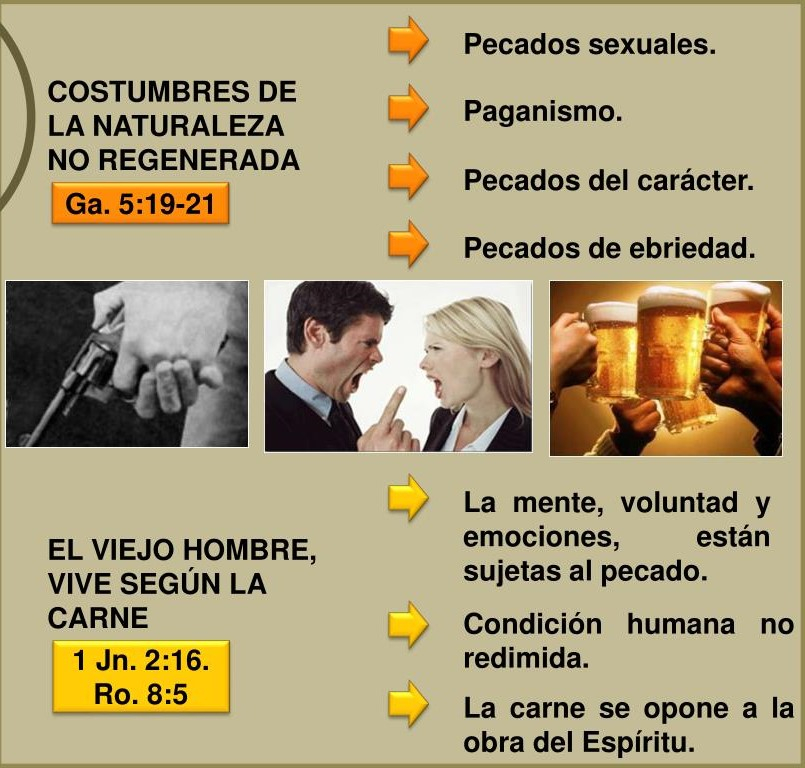 COSTUMBRES DE
LA NATURALEZA
NO REGENERADA
Ga. 5:19-21
Pecados sexuales.
Paganismo.
Pecados del carácter.
Pecados de ebriedad.
EL VIEJO HOMBRE,
VIVE SEGÚN LA
CARNE
1 Jn. 2:16.
Ro. 8:5
La mente, voluntad y
emociones, están
sujetas al pecado.
Condición humana no
redimida.
La carne se opone a la
obra del Espíritu.